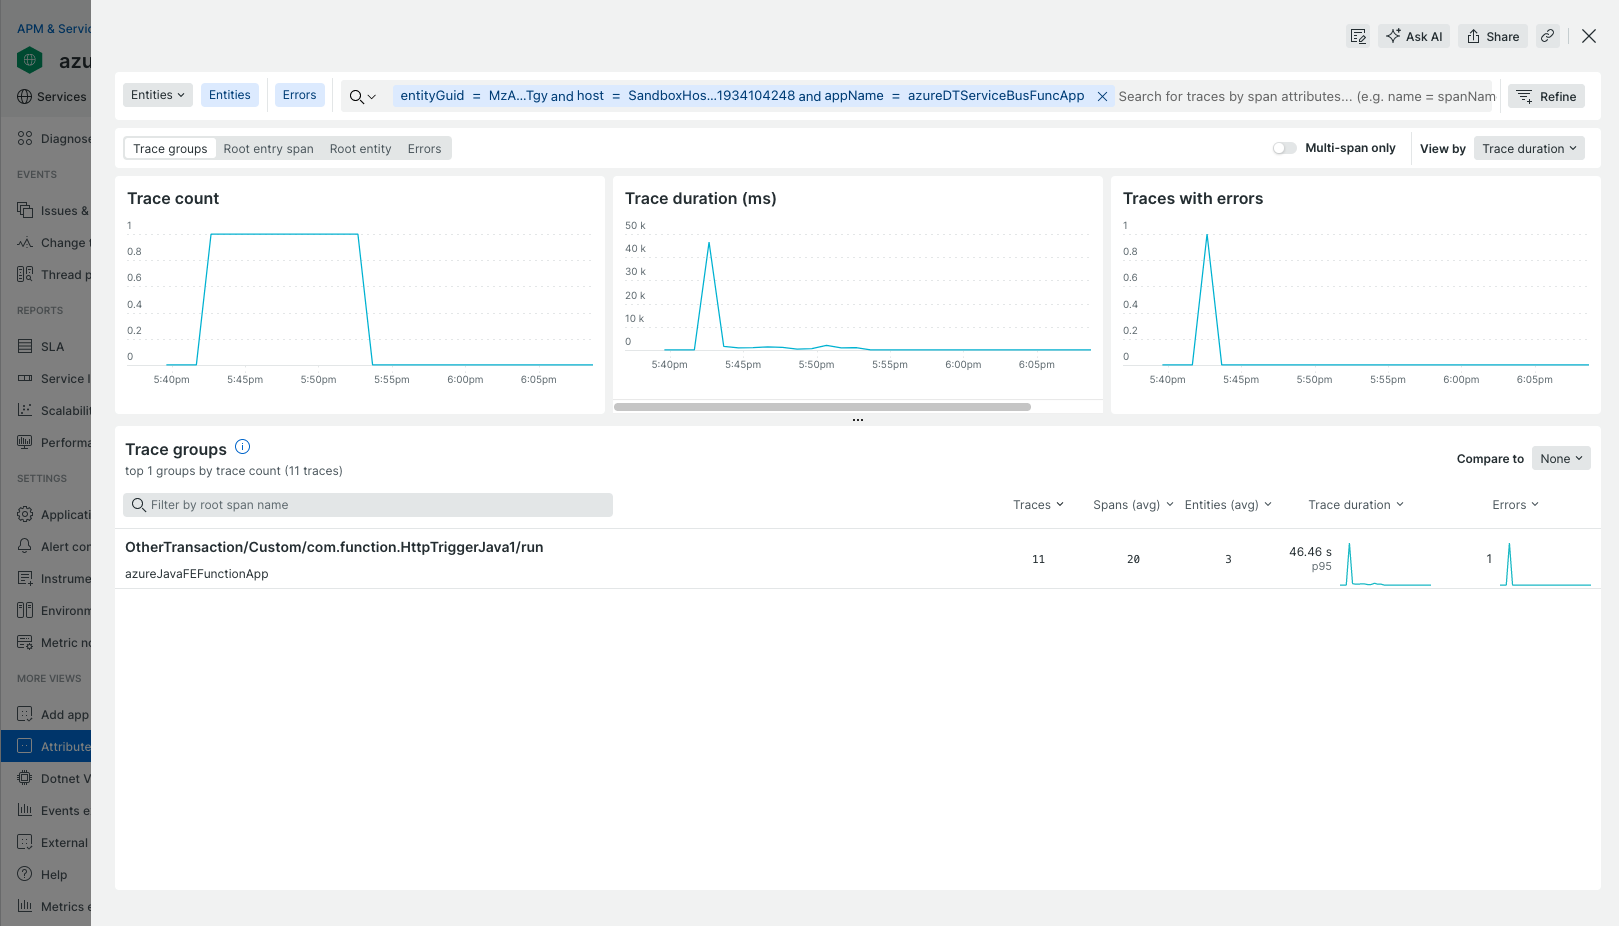 APM & Servic
azu
Services
Diagnose
EVENTS
Issues &
Change t
Thread p
REPORTS
SLA
Service l
Scalabilit
Performa
SETTINGS
Applicati
Alert con
Instrume
Environm
Metric no
MORE VIEWS
Add app
Attribute
Dotnet V
Events e
External
Help
Metrics e
Ask AI
Share
Entities
Entities
Errors
entityGuid = MzA...Tgy and host = SandboxHos...1934104248 and appName = azureDTServiceBusFuncApp
Search for traces by span attributes... (e.g. name = spanNam
Refine
Trace groups
Root entry span
Root entity
Errors
Multi-span only
View by
Trace duration
Trace count
1
0.8
0.6
0.4
0.2
0
5:40pm 5:45pm 5:50pm 5:55pm 6:00pm 6:05pm
Trace duration (ms)
50 k
40 k
30 k
20 k
10 k
0
5:40pm 5:45pm 5:50pm 5:55pm 6:00pm 6:05pm
Traces with errors
1
0.8
0.6
0.4
0.2
0
5:40pm 5:45pm 5:50pm 5:55pm 6:00pm 6:05pm
...
Trace groups
top 1 groups by trace count (11 traces)
Compare to
None
Filter by root span name
Traces
Spans (avg)
Entities (avg)
Trace duration
Errors
OtherTransaction/Custom/com.function.HttpTriggerJava1/run
azureJavaFEFunctionApp
11
20
3
46.46 s
p95
1